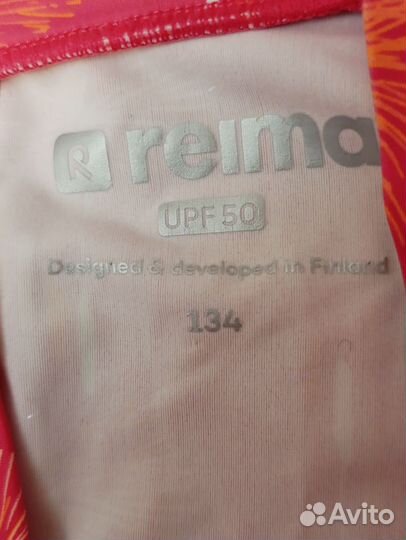 R reima
UPF 50
Designed & developed in Finland
134
Avito